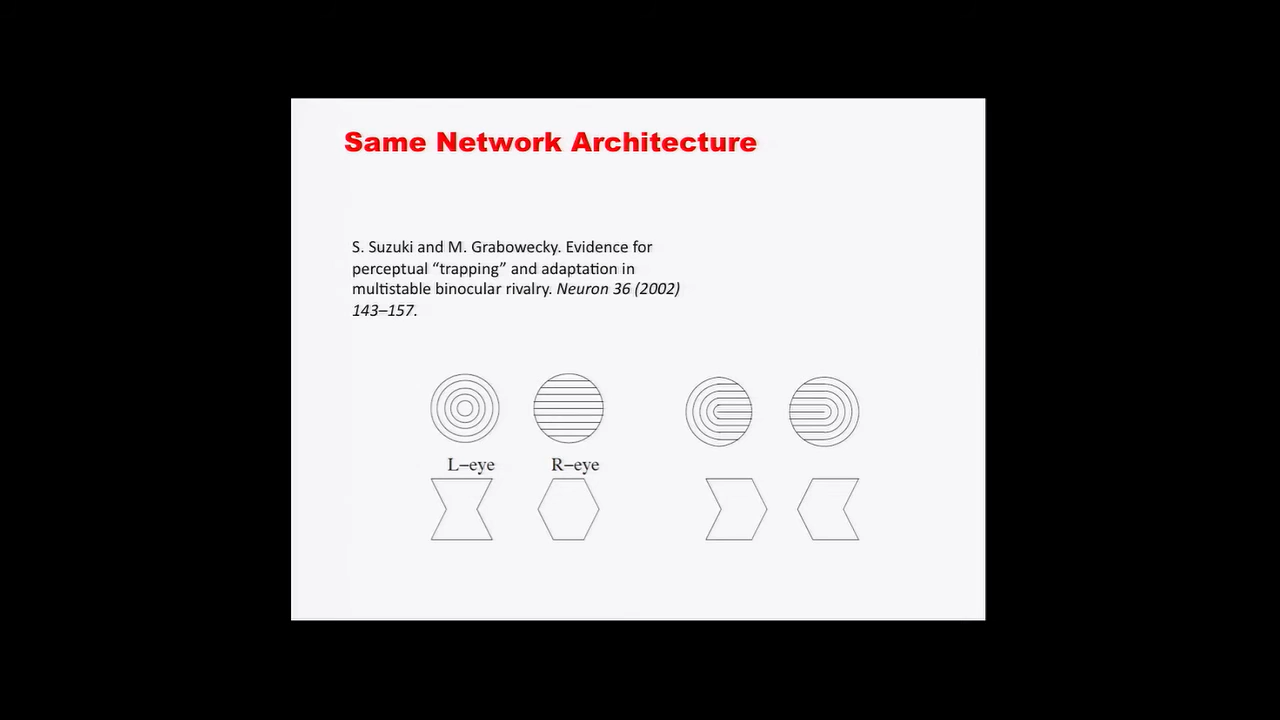 Same Network Architecture
S. Suzuki and M. Grabowecky. Evidence for
perceptual “trapping” and adaptation in
multistable binocular rivalry. Neuron 36 (2002)
143–157.
L–eye R–eye